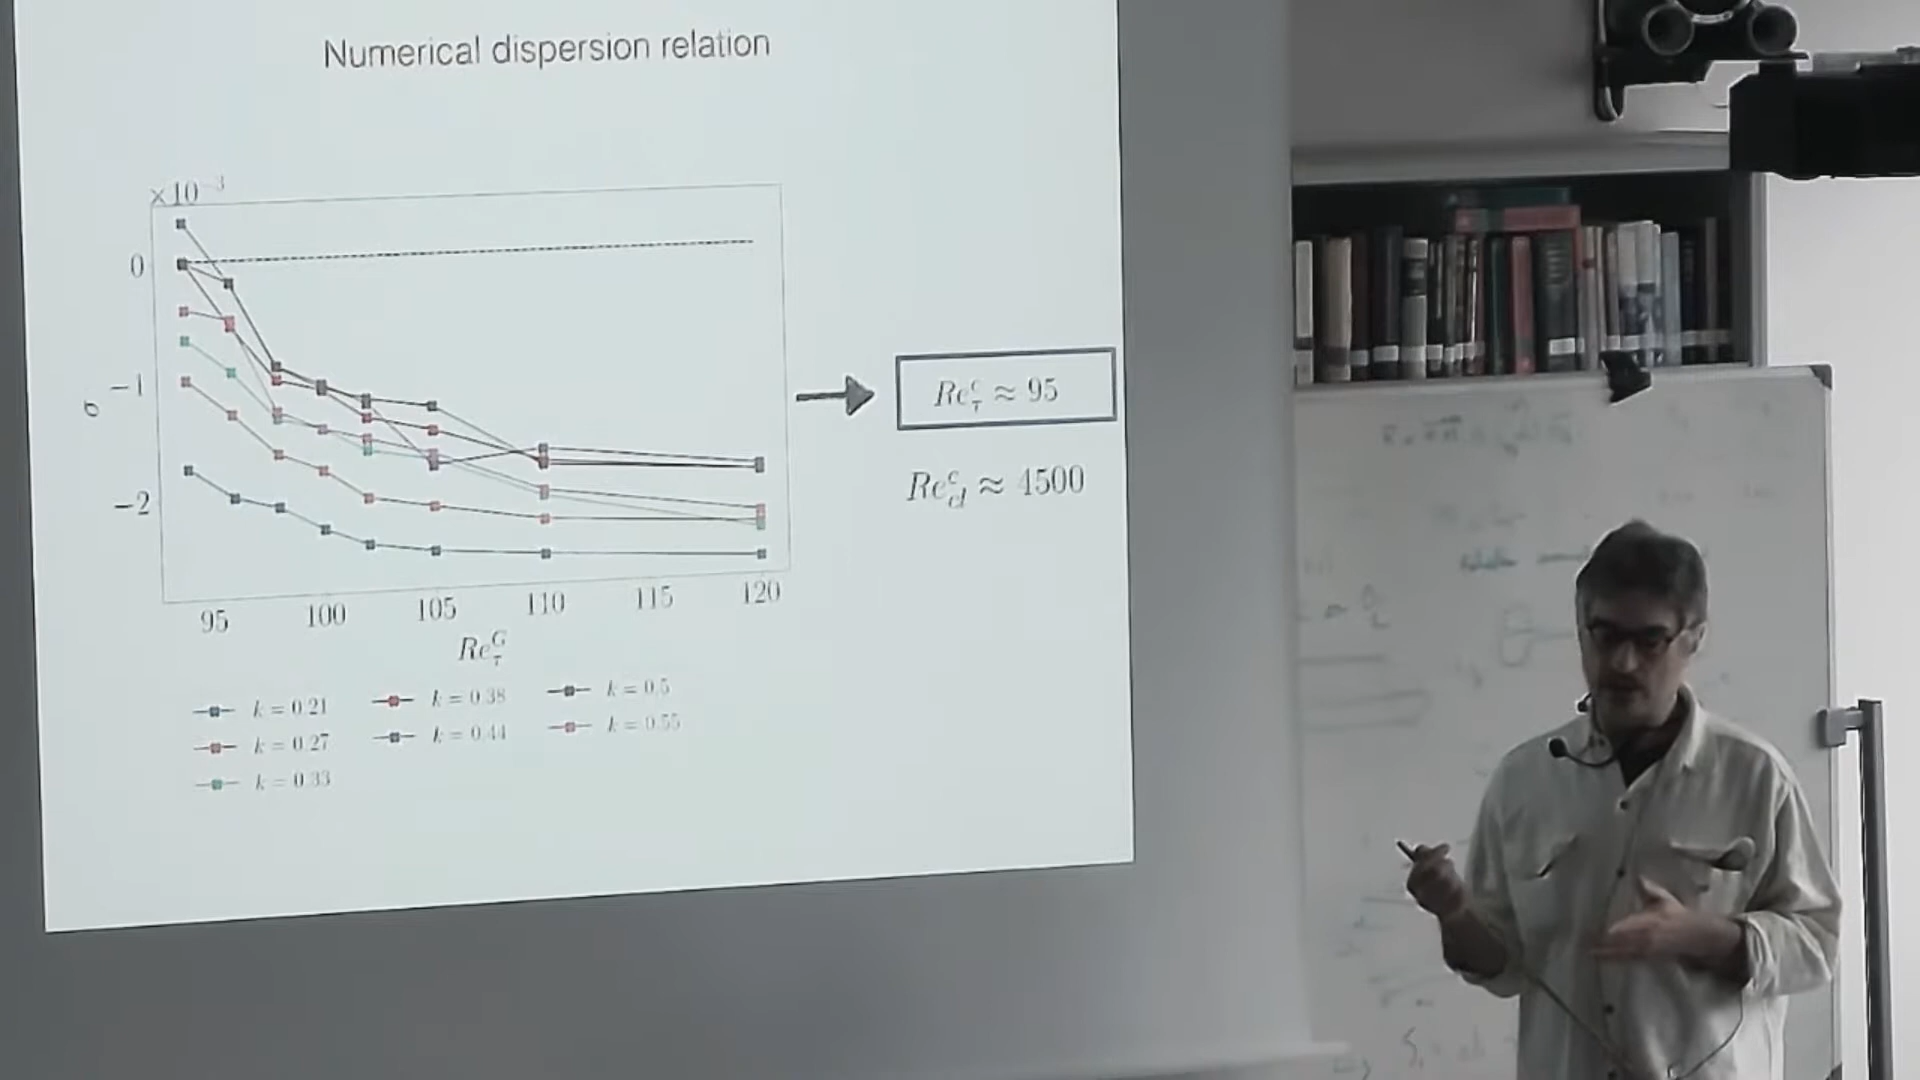 Numerical dispersion relation
×10⁻³
0
−1
−2
σ
95 100 105 110 115 120
Re_τ^G
k = 0.21
k = 0.27
k = 0.33
k = 0.38
k = 0.44
k = 0.5
k = 0.55
Re_τ^c ≈ 95
Re_cl^c ≈ 4500